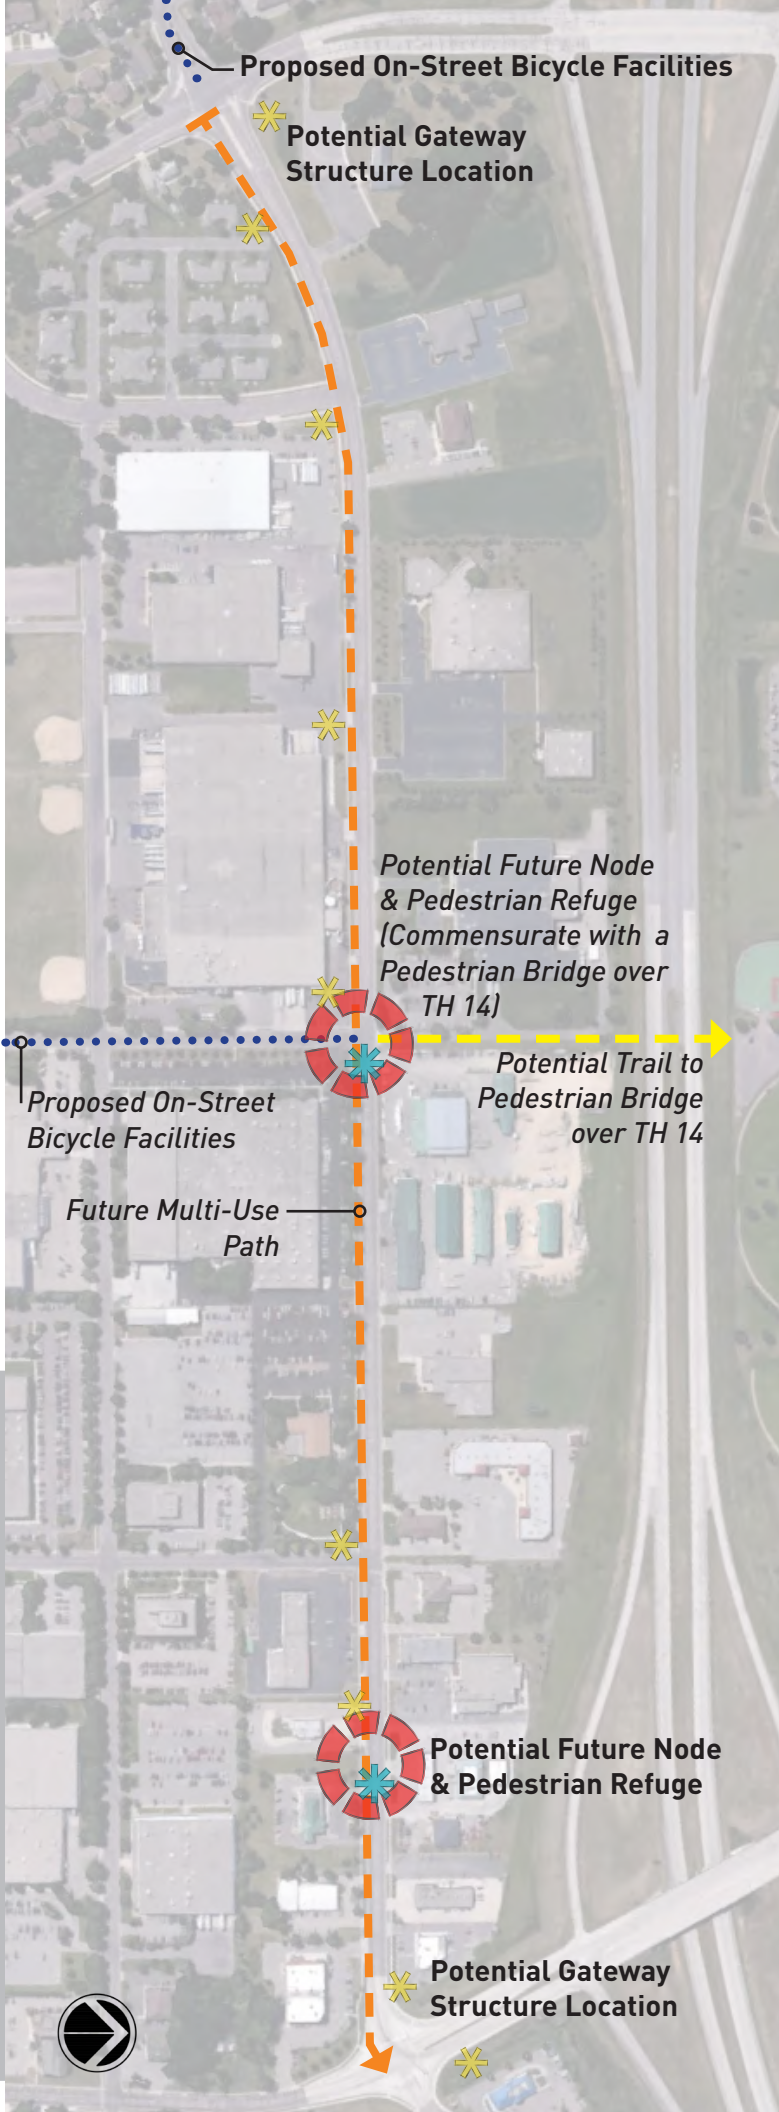 Proposed On-Street Bicycle Facilities
Potential Gateway
Structure Location
Potential Future Node
& Pedestrian Refuge
(Commensurate with a
Pedestrian Bridge over
TH 14)
Potential Trail to
Pedestrian Bridge
over TH 14
Proposed On-Street
Bicycle Facilities
Future Multi-Use
Path
Potential Future Node
& Pedestrian Refuge
Potential Gateway
Structure Location